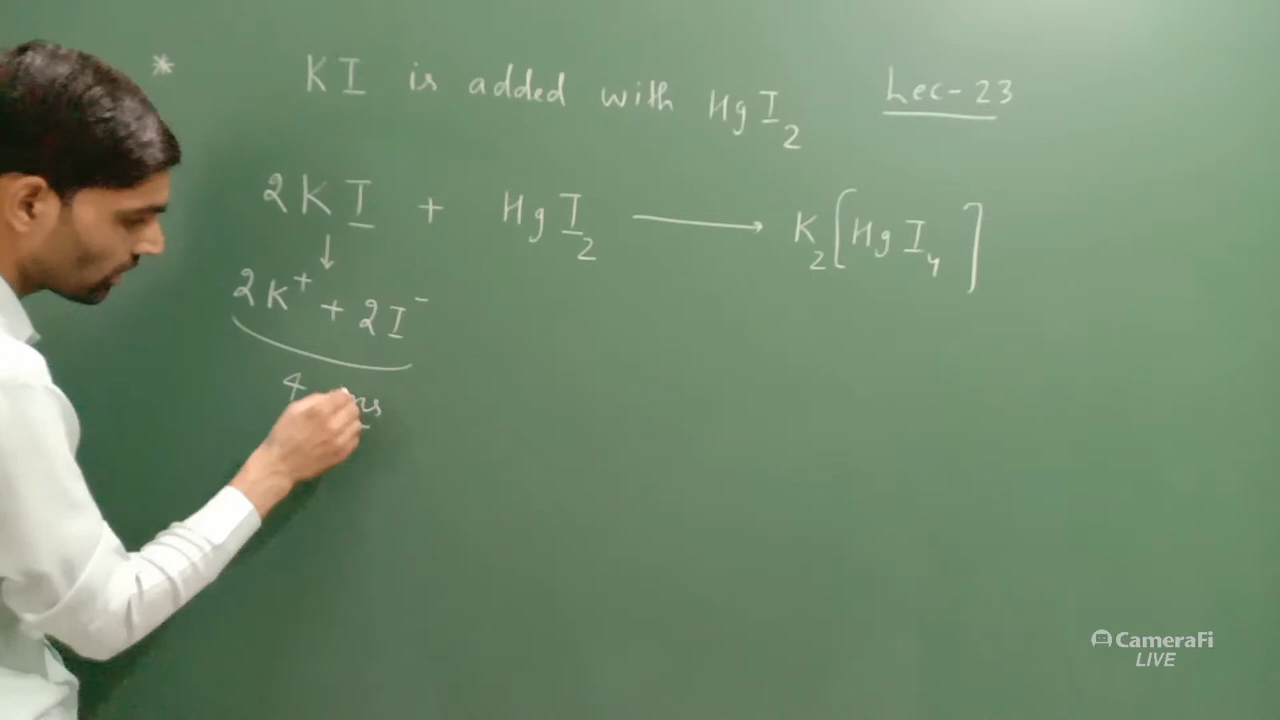 * KI is added with HgI₂ Lec-23
2KI + HgI₂ ⟶ K₂[HgI₄]
↓
2K⁺ + 2I⁻
4
CameraFi
LIVE